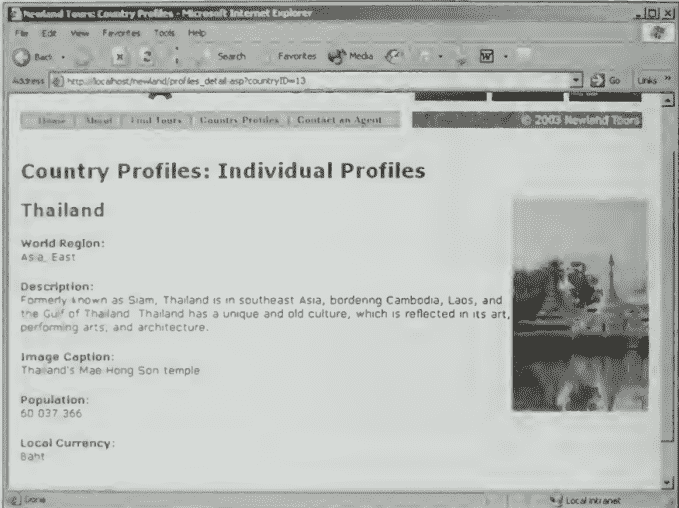 Newland Tours: Country Profiles - Microsoft Internet Explorer
File Edit View Favorites Tools Help
Back Search Favorites Media
Address http://localhost/newland/profiles_detail.asp?countryID=13 Go Links »
Home | About | Find Tours | Country Profiles | Contact an Agent
© 2003 Newland Tours
Country Profiles: Individual Profiles
Thailand
World Region:
Asia, East
Description:
Formerly known as Siam, Thailand is in southeast Asia, bordering Cambodia, Laos, and
the Gulf of Thailand. Thailand has a unique and old culture, which is reflected in its art,
performing arts, and architecture.
Image Caption:
Thailand's Mae Hong Son temple
Population:
60 037 366
Local Currency:
Baht
Done
Local intranet